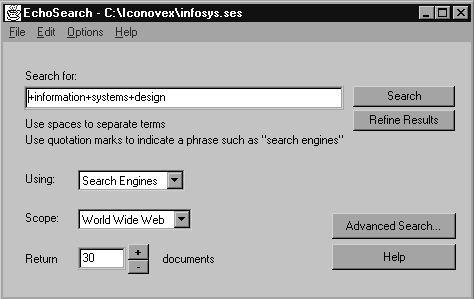 EchoSearch - C:\Iconovex\infosys.ses
File Edit Options Help
Search for:
+information+systems+design
Search
Use spaces to separate terms
Refine Results
Use quotation marks to indicate a phrase such as "search engines"
Using: Search Engines
Scope: World Wide Web
Advanced Search...
Return 30 + - documents
Help